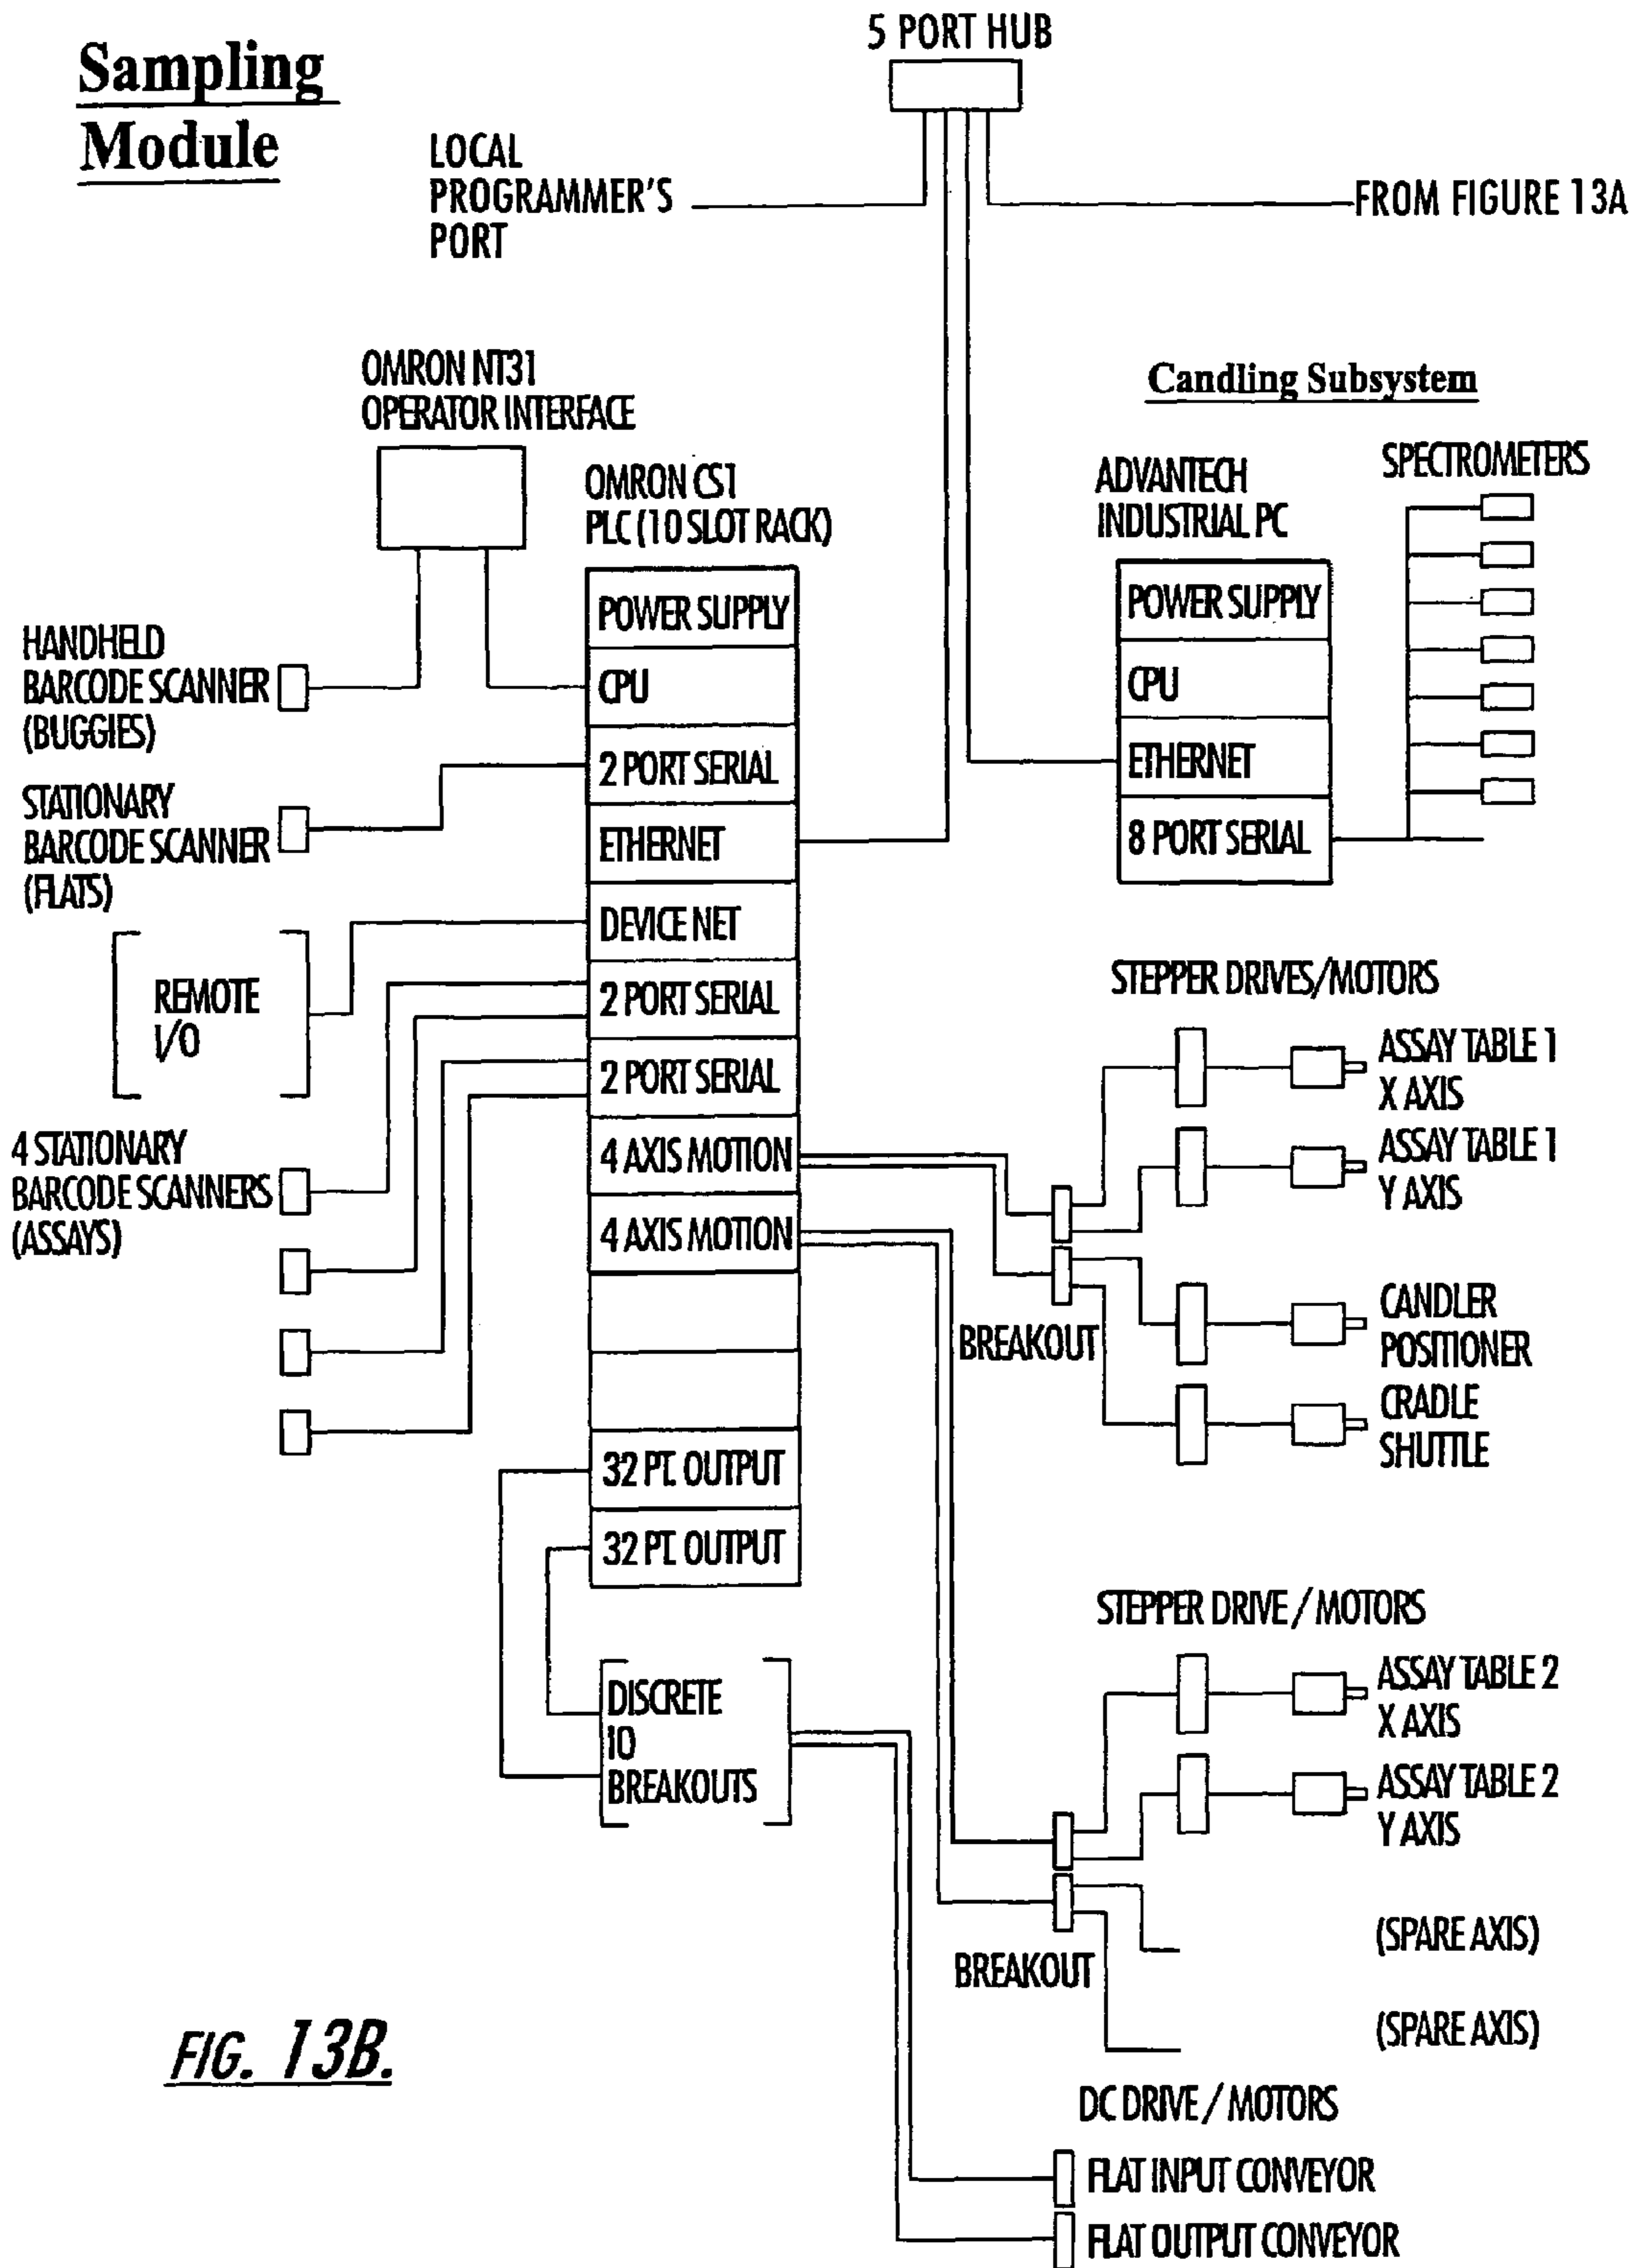 Sampling
Module
5 PORT HUB
LOCAL
PROGRAMMER'S
PORT
FROM FIGURE 13A
OMRON NT31
OPERATOR INTERFACE
OMRON CS1
PLC (10 SLOT RACK)
POWER SUPPLY
CPU
2 PORT SERIAL
ETHERNET
DEVICE NET
2 PORT SERIAL
2 PORT SERIAL
4 AXIS MOTION
4 AXIS MOTION
32 PT. OUTPUT
32 PT. OUTPUT
HANDHELD
BARCODE SCANNER
(BUGGIES)
STATIONARY
BARCODE SCANNER
(FLATS)
REMOTE
I/O
4 STATIONARY
BARCODE SCANNERS
(ASSAYS)
DISCRETE
IO
BREAKOUTS
Candling Subsystem
ADVANTECH
INDUSTRIAL PC
SPECTROMETERS
POWER SUPPLY
CPU
ETHERNET
8 PORT SERIAL
STEPPER DRIVES/MOTORS
ASSAY TABLE 1
X AXIS
ASSAY TABLE 1
Y AXIS
BREAKOUT
CANDLER
POSITIONER
CRADLE
SHUTTLE
STEPPER DRIVE / MOTORS
ASSAY TABLE 2
X AXIS
ASSAY TABLE 2
Y AXIS
BREAKOUT
(SPARE AXIS)
(SPARE AXIS)
DC DRIVE / MOTORS
FLAT INPUT CONVEYOR
FLAT OUTPUT CONVEYOR
FIG. 13B.